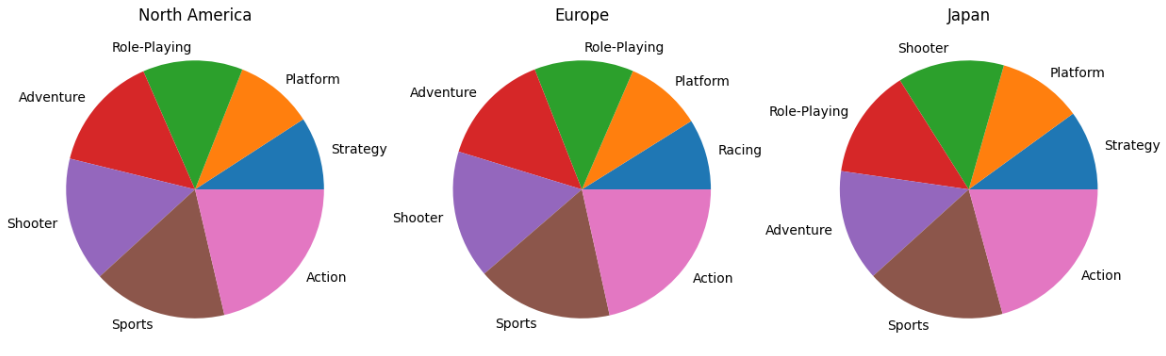 North America
Role-Playing
Platform
Adventure
Strategy
Shooter
Action
Sports
Europe
Role-Playing
Platform
Adventure
Racing
Shooter
Action
Sports
Japan
Shooter
Platform
Role-Playing
Strategy
Adventure
Action
Sports